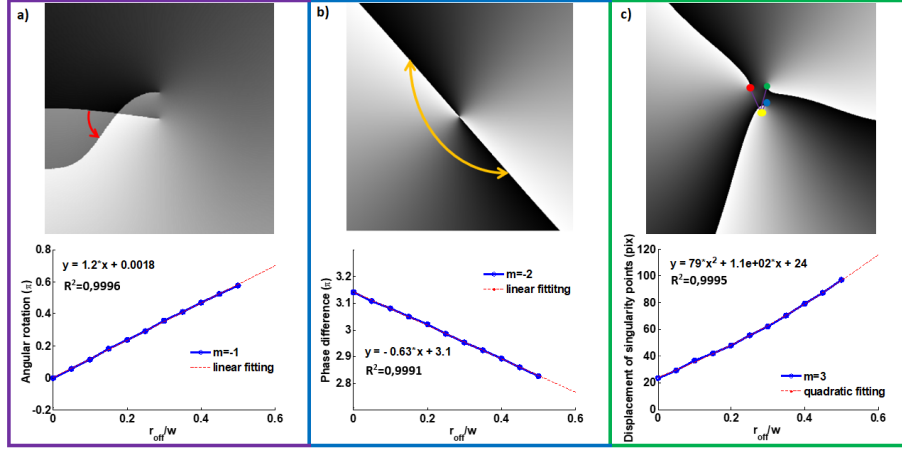 a)
b)
c)
y = 1.2*x + 0.0018
R²=0,9996
Angular rotation (π)
0.8
0.6
0.4
0.2
0
-0.2
m=-1
linear fitting
0
0.2
0.4
0.6
r_off/w
Phase difference (π)
3.2
3.1
3
2.9
2.8
m=-2
linear fittitng
y = - 0.63*x + 3.1
R²=0,9991
0
0.2
0.4
0.6
r_off/w
Displacement of singularity points (pix)
120
100
80
60
40
20
0
y = 79*x² + 1.1e+02*x + 24
R²=0,9995
m=3
quadratic fitting
0
0.2
0.4
0.6
r_off/w